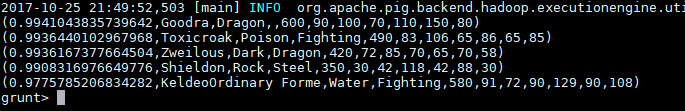 2017-10-25 21:49:52,503 [main] INFO  org.apache.pig.backend.hadoop.executionengine.uti
(0.9941043835739642,Goodra,Dragon,,600,90,100,70,110,150,80)
(0.9936440102967968,Toxicroak,Poison,Fighting,490,83,106,65,86,65,85)
(0.9936167377664504,Zweilous,Dark,Dragon,420,72,85,70,65,70,58)
(0.9908316976649776,Shieldon,Rock,Steel,350,30,42,118,42,88,30)
(0.9775785206834282,KeldeoOrdinary Forme,Water,Fighting,580,91,72,90,129,90,108)
grunt>